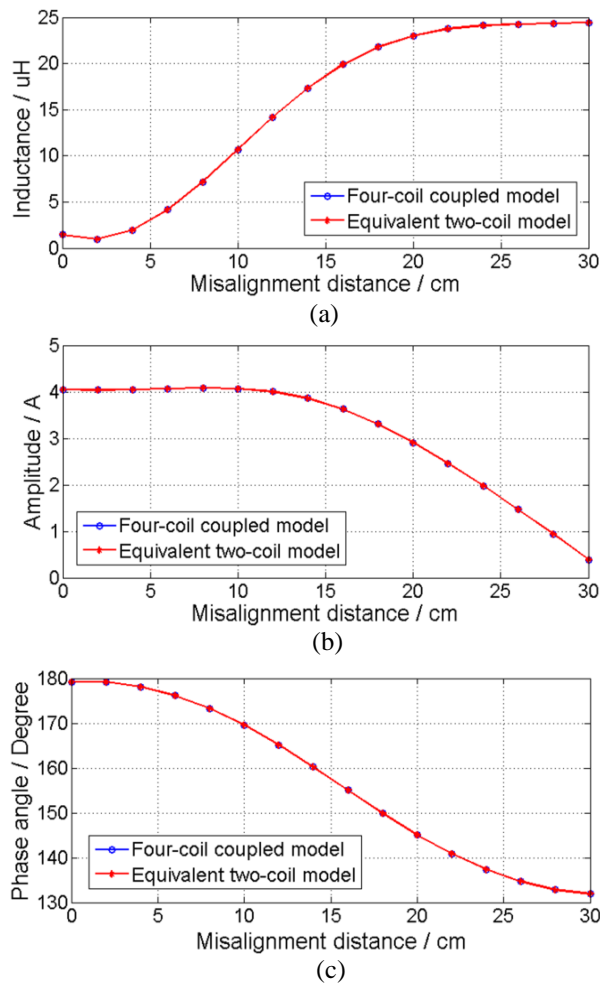 25
20
15
10
5
0
Inductance / uH
Four-coil coupled model
Equivalent two-coil model
0 5 10 15 20 25 30
Misalignment distance / cm
(a)
5
4
3
2
1
0
Amplitude / A
Four-coil coupled model
Equivalent two-coil model
0 5 10 15 20 25 30
Misalignment distance / cm
(b)
180
170
160
150
140
130
Phase angle / Degree
Four-coil coupled model
Equivalent two-coil model
0 5 10 15 20 25 30
Misalignment distance / cm
(c)